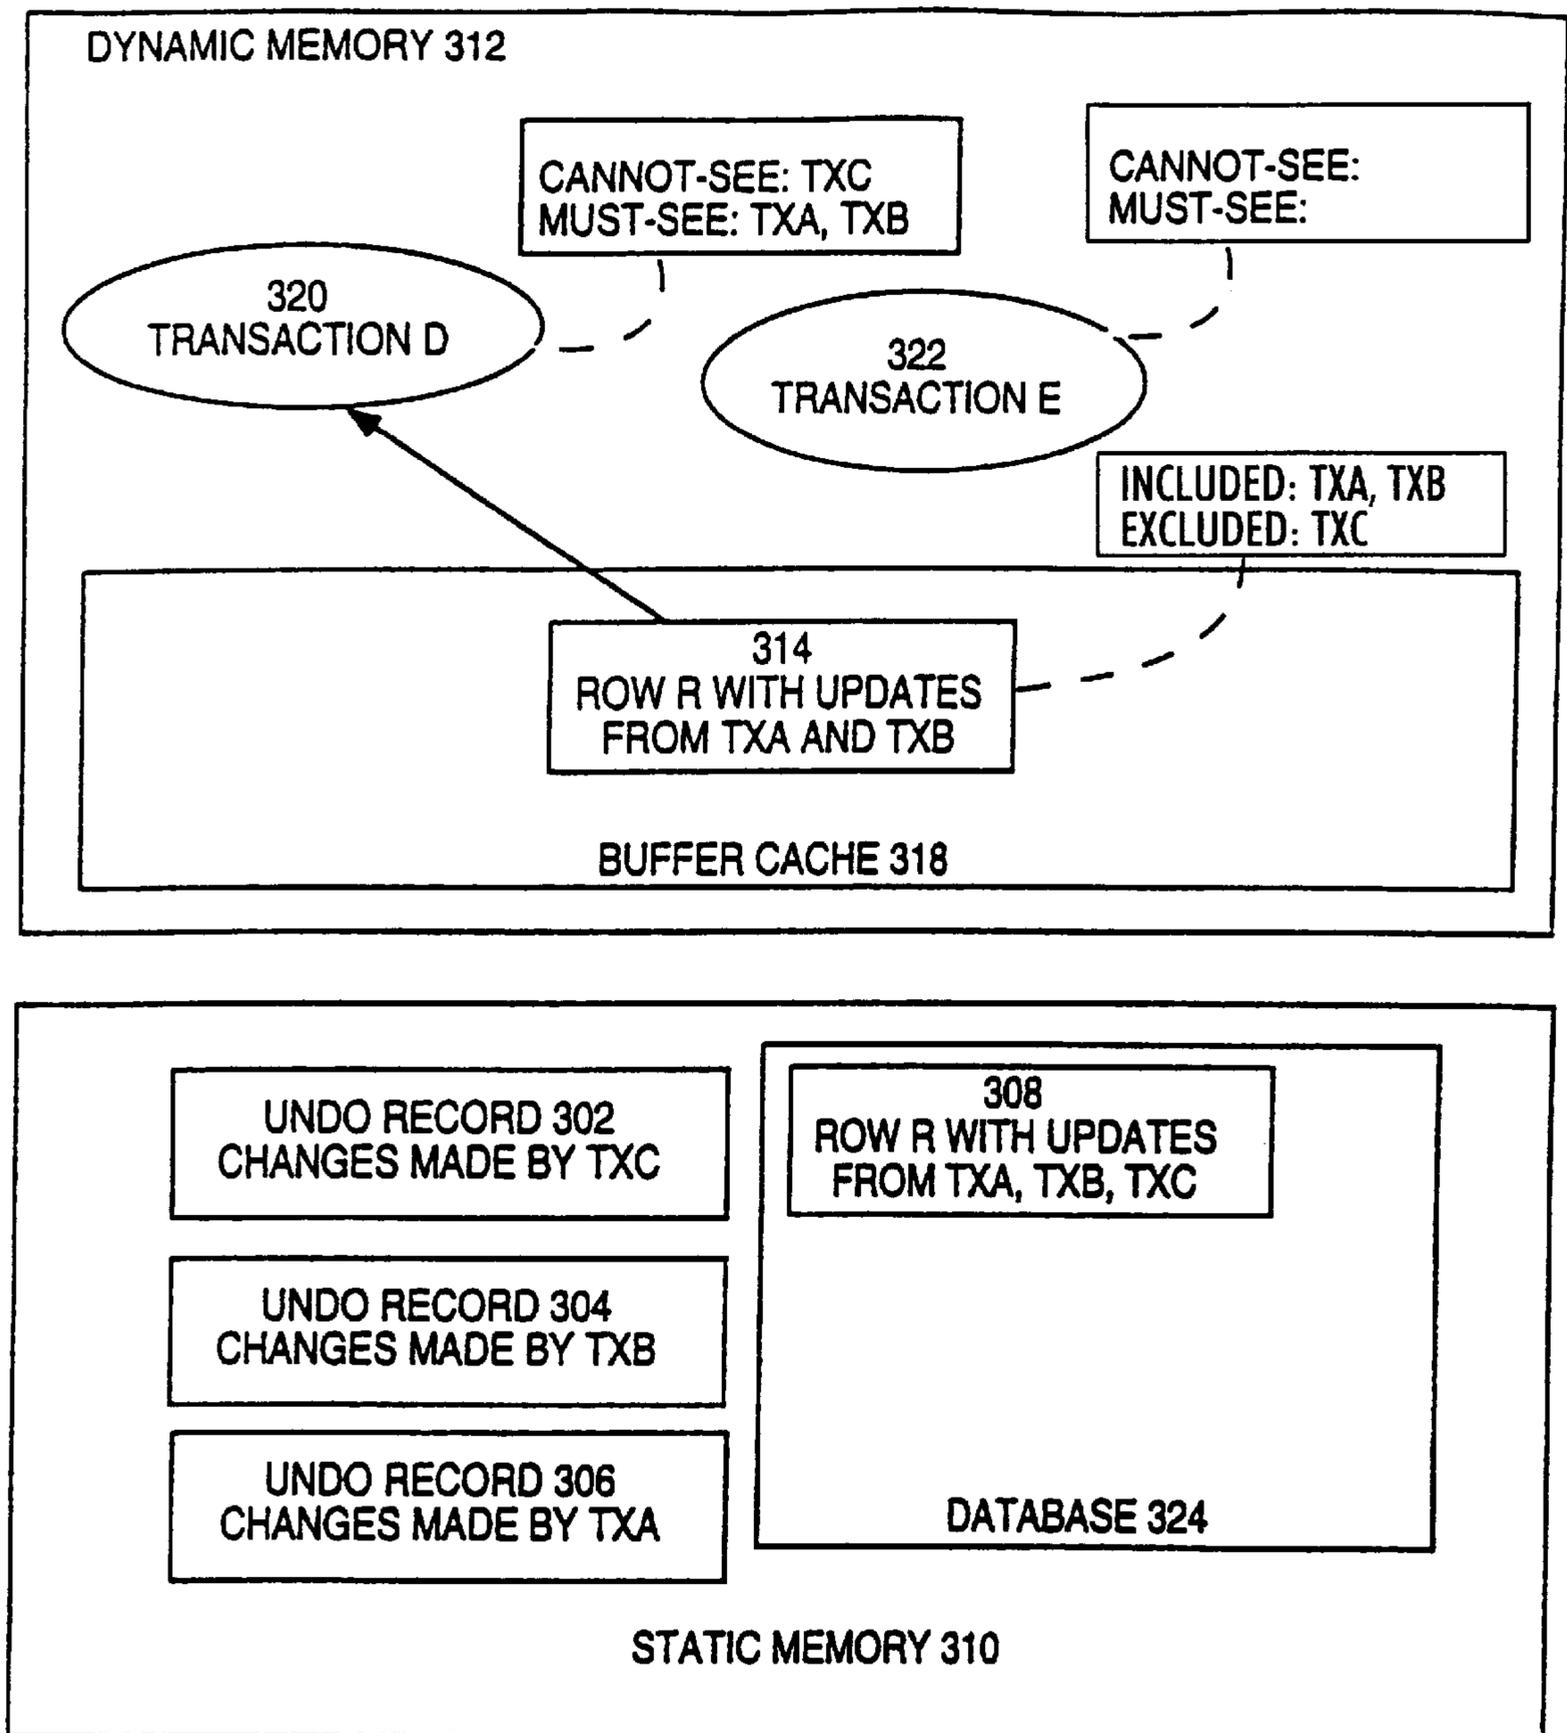 DYNAMIC MEMORY 312
CANNOT-SEE: TXC
MUST-SEE: TXA, TXB
CANNOT-SEE:
MUST-SEE:
320
TRANSACTION D
322
TRANSACTION E
INCLUDED: TXA, TXB
EXCLUDED: TXC
314
ROW R WITH UPDATES
FROM TXA AND TXB
BUFFER CACHE 318
UNDO RECORD 302
CHANGES MADE BY TXC
308
ROW R WITH UPDATES
FROM TXA, TXB, TXC
UNDO RECORD 304
CHANGES MADE BY TXB
UNDO RECORD 306
CHANGES MADE BY TXA
DATABASE 324
STATIC MEMORY 310